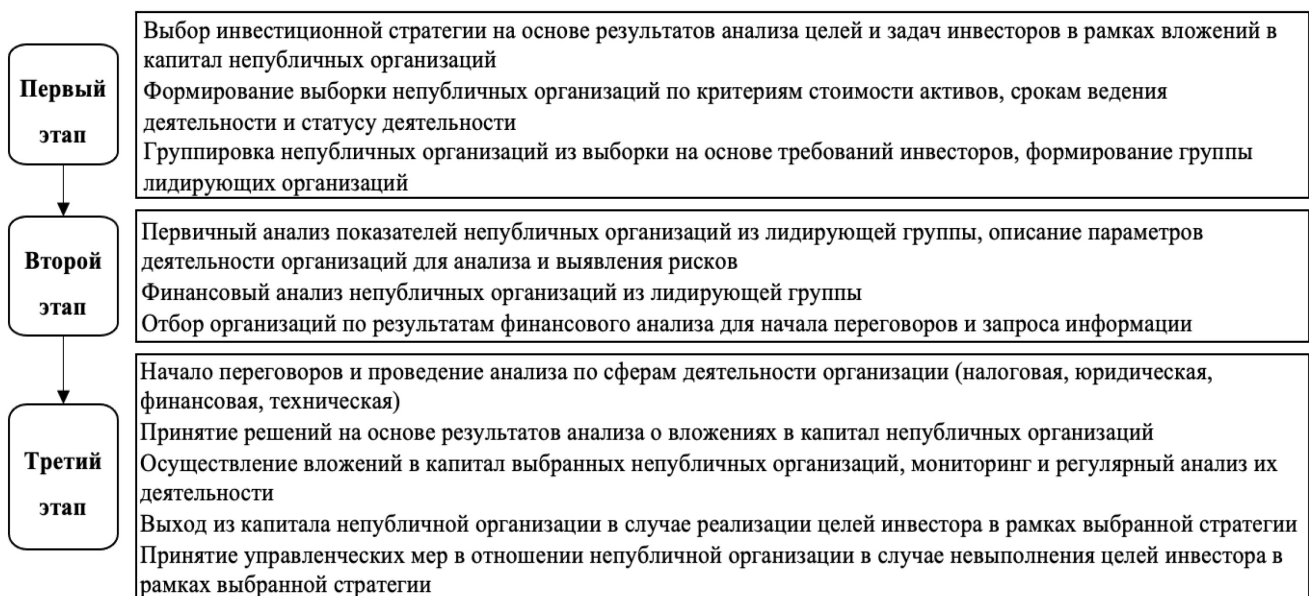 Первый
этап
Выбор инвестиционной стратегии на основе результатов анализа целей и задач инвесторов в рамках вложений в
капитал непубличных организаций
Формирование выборки непубличных организаций по критериям стоимости активов, срокам ведения
деятельности и статусу деятельности
Группировка непубличных организаций из выборки на основе требований инвесторов, формирование группы
лидирующих организаций
Второй
этап
Первичный анализ показателей непубличных организаций из лидирующей группы, описание параметров
деятельности организаций для анализа и выявления рисков
Финансовый анализ непубличных организаций из лидирующей группы
Отбор организаций по результатам финансового анализа для начала переговоров и запроса информации
Третий
этап
Начало переговоров и проведение анализа по сферам деятельности организации (налоговая, юридическая,
финансовая, техническая)
Принятие решений на основе результатов анализа о вложениях в капитал непубличных организаций
Осуществление вложений в капитал выбранных непубличных организаций, мониторинг и регулярный анализ их
деятельности
Выход из капитала непубличной организации в случае реализации целей инвестора в рамках выбранной стратегии
Принятие управленческих мер в отношении непубличной организации в случае невыполнения целей инвестора в
рамках выбранной стратегии